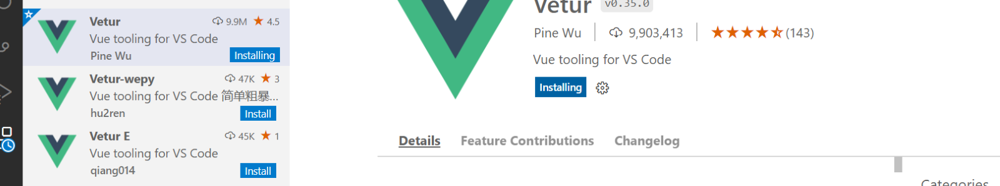 Vetur 9.9M ★ 4.5
Vue tooling for VS Code
Pine Wu Installing
Vetur-wepy 47K ★ 3
Vue tooling for VS Code 简单粗暴...
hu2ren Install
Vetur E 45K ★ 1
Vue tooling for VS Code
qiang014 Install
Vetur v0.35.0
Pine Wu 9,903,413 (143)
Vue tooling for VS Code
Installing
Details Feature Contributions Changelog
Categories